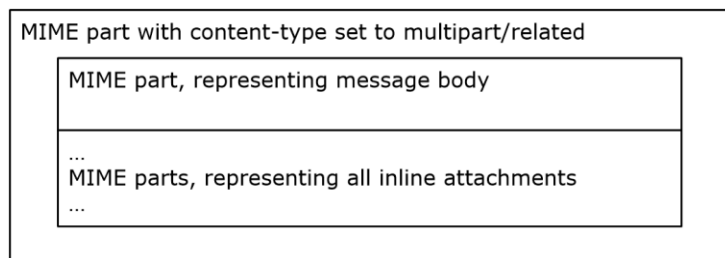 MIME part with content-type set to multipart/related
MIME part, representing message body
...
MIME parts, representing all inline attachments
...